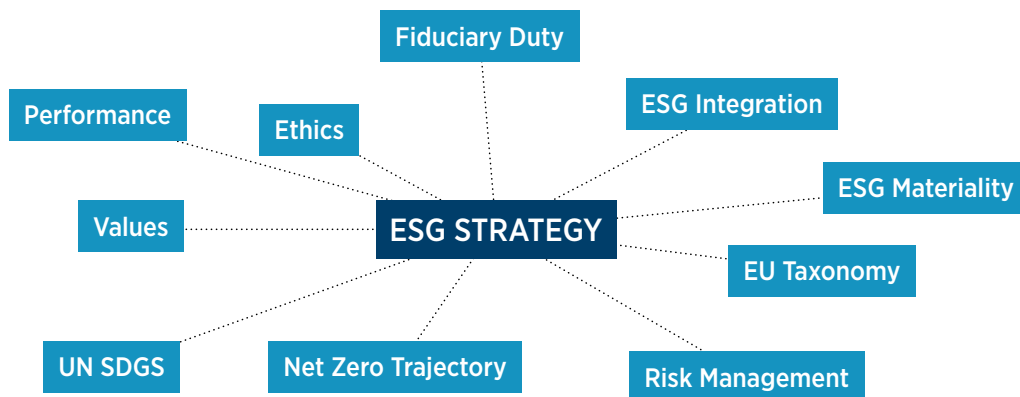 Fiduciary Duty
Performance
Ethics
ESG Integration
ESG Materiality
Values
ESG STRATEGY
EU Taxonomy
UN SDGS
Net Zero Trajectory
Risk Management